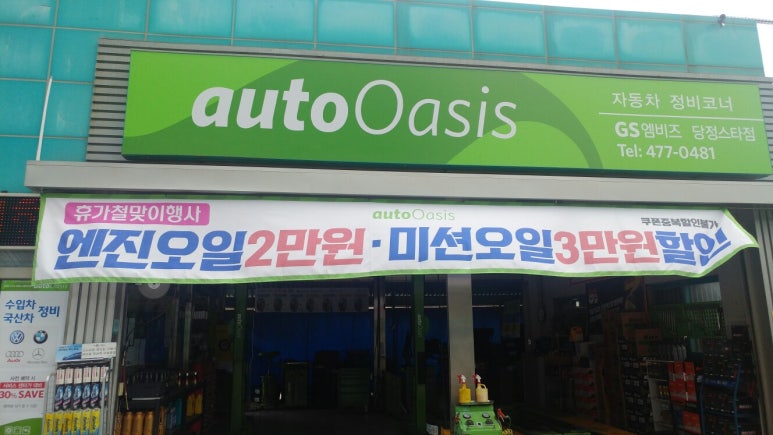 autoOasis
자동차 정비코너
GS엠비즈 당정스타점
Tel: 477-0481
휴가철맞이행사
autoOasis
쿠폰중복할인불가
엔진오일2만원·미션오일3만원할인
autoOasis
수입차
국산차 정비
Audi
30% SAVE